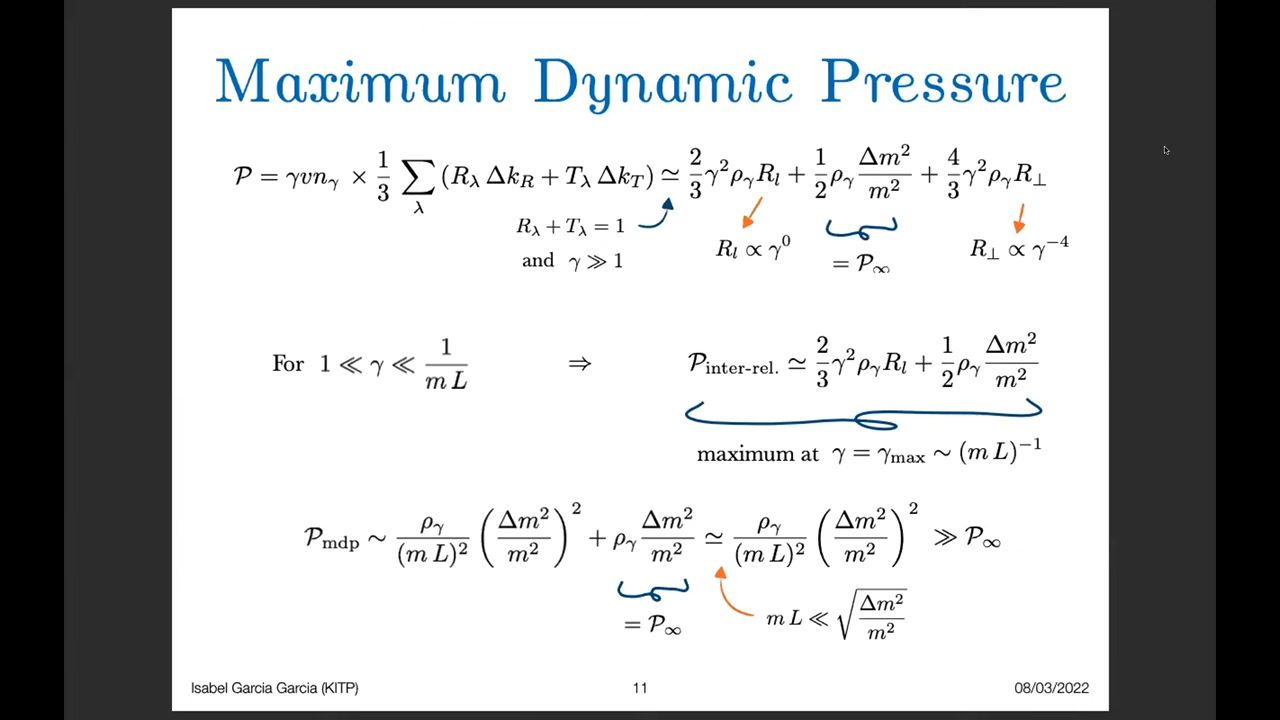 Maximum Dynamic Pressure
𝒫 = γvn_γ × 1/3 ∑_λ (R_λ Δk_R + T_λ Δk_T) ≃ 2/3 γ²ρ_γR_l + 1/2 ρ_γ Δm²/m² + 4/3 γ²ρ_γR_⊥
R_λ + T_λ = 1
and γ ≫ 1
R_l ∝ γ⁰
= 𝒫_∞
R_⊥ ∝ γ⁻⁴
For 1 ≪ γ ≪ 1/(m L) ⇒ 𝒫_inter-rel. ≃ 2/3 γ²ρ_γR_l + 1/2 ρ_γ Δm²/m²
maximum at γ = γ_max ∼ (m L)⁻¹
𝒫_mdp ∼ ρ_γ/(m L)² (Δm²/m²)² + ρ_γ Δm²/m² ≃ ρ_γ/(m L)² (Δm²/m²)² ≫ 𝒫_∞
= 𝒫_∞
m L ≪ √(Δm²/m²)
Isabel Garcia Garcia (KITP) 11 08/03/2022